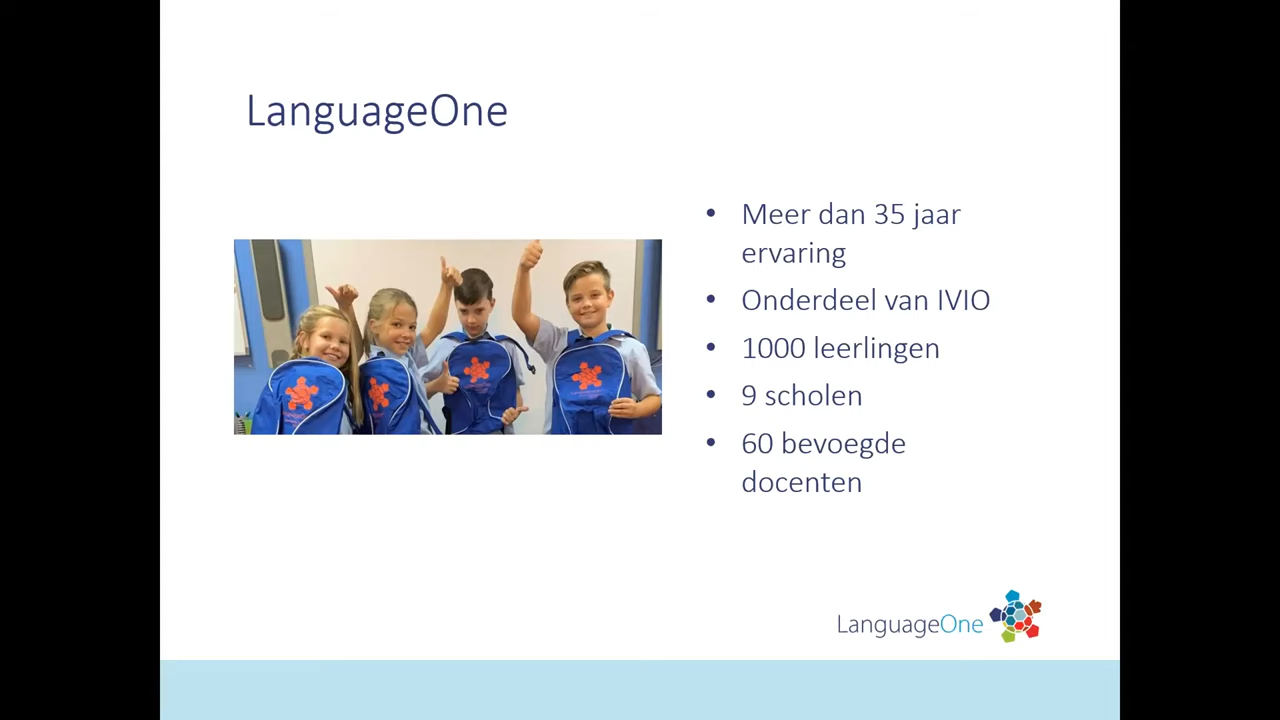 LanguageOne
• Meer dan 35 jaar
ervaring
• Onderdeel van IVIO
• 1000 leerlingen
• 9 scholen
• 60 bevoegde
docenten
LanguageOne